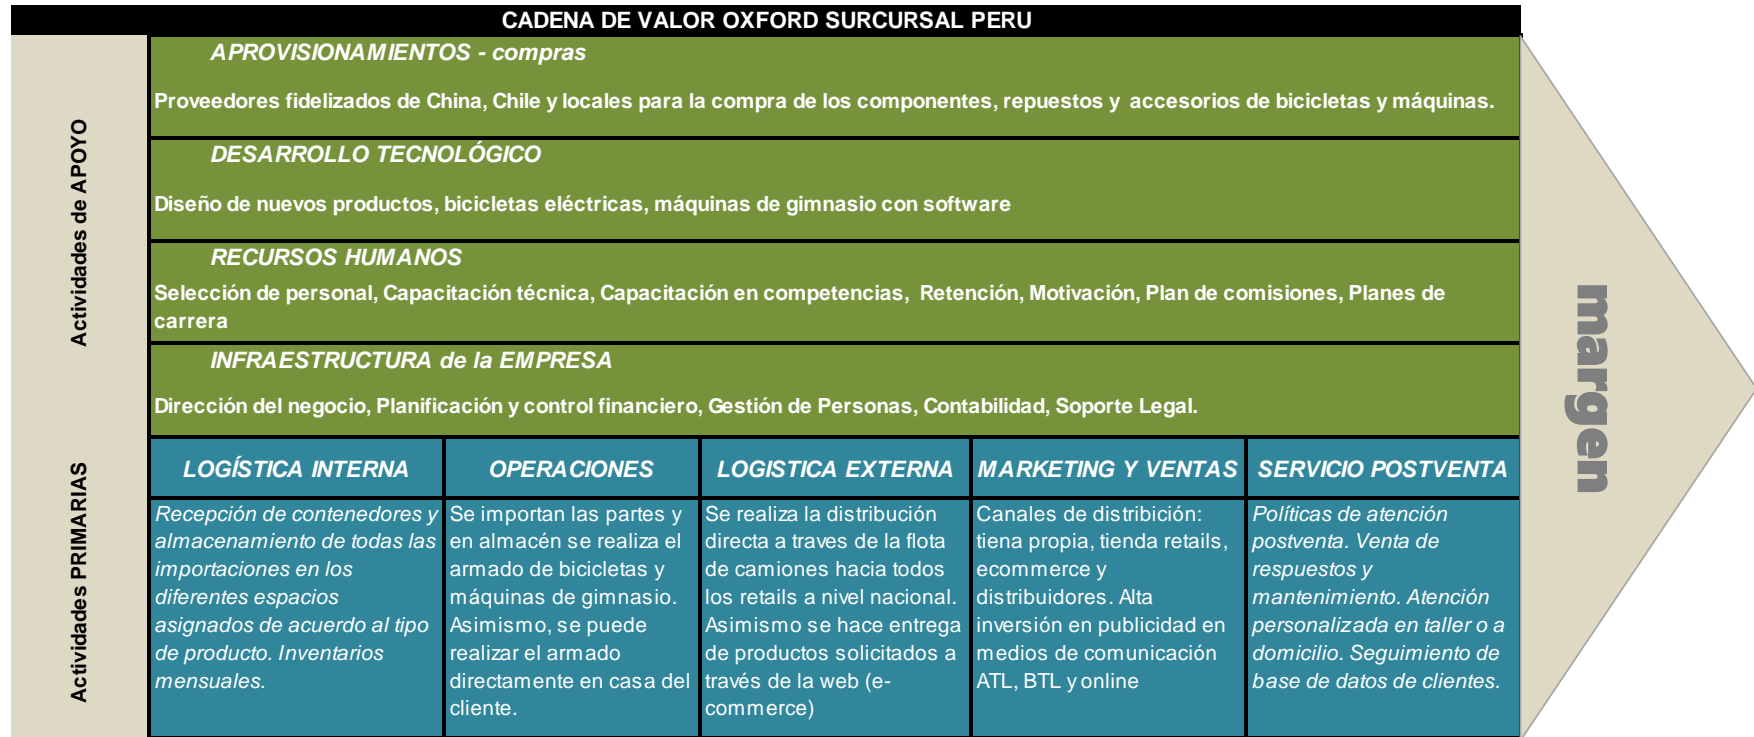 CADENA DE VALOR OXFORD SURCURSAL PERU
Actividades de APOYO
APROVISIONAMIENTOS - compras
Proveedores fidelizados de China, Chile y locales para la compra de los componentes, repuestos y accesorios de bicicletas y máquinas.
DESARROLLO TECNOLÓGICO
Diseño de nuevos productos, bicicletas eléctricas, máquinas de gimnasio con software
RECURSOS HUMANOS
Selección de personal, Capacitación técnica, Capacitación en competencias, Retención, Motivación, Plan de comisiones, Planes de
carrera
INFRAESTRUCTURA de la EMPRESA
Dirección del negocio, Planificación y control financiero, Gestión de Personas, Contabilidad, Soporte Legal.
Actividades PRIMARIAS
LOGÍSTICA INTERNA
Recepción de contenedores y
almacenamiento de todas las
importaciones en los
diferentes espacios
asignados de acuerdo al tipo
de producto. Inventarios
mensuales.
OPERACIONES
Se importan las partes y
en almacén se realiza el
armado de bicicletas y
máquinas de gimnasio.
Asimismo, se puede
realizar el armado
directamente en casa del
cliente.
LOGISTICA EXTERNA
Se realiza la distribución
directa a traves de la flota
de camiones hacia todos
los retails a nivel nacional.
Asimismo se hace entrega
de productos solicitados a
través de la web (e-
commerce)
MARKETING Y VENTAS
Canales de distribición:
tiena propia, tienda retails,
ecommerce y
distribuidores. Alta
inversión en publicidad en
medios de comunicación
ATL, BTL y online
SERVICIO POSTVENTA
Políticas de atención
postventa. Venta de
respuestos y
mantenimiento. Atención
personalizada en taller o a
domicilio. Seguimiento de
base de datos de clientes.
margen